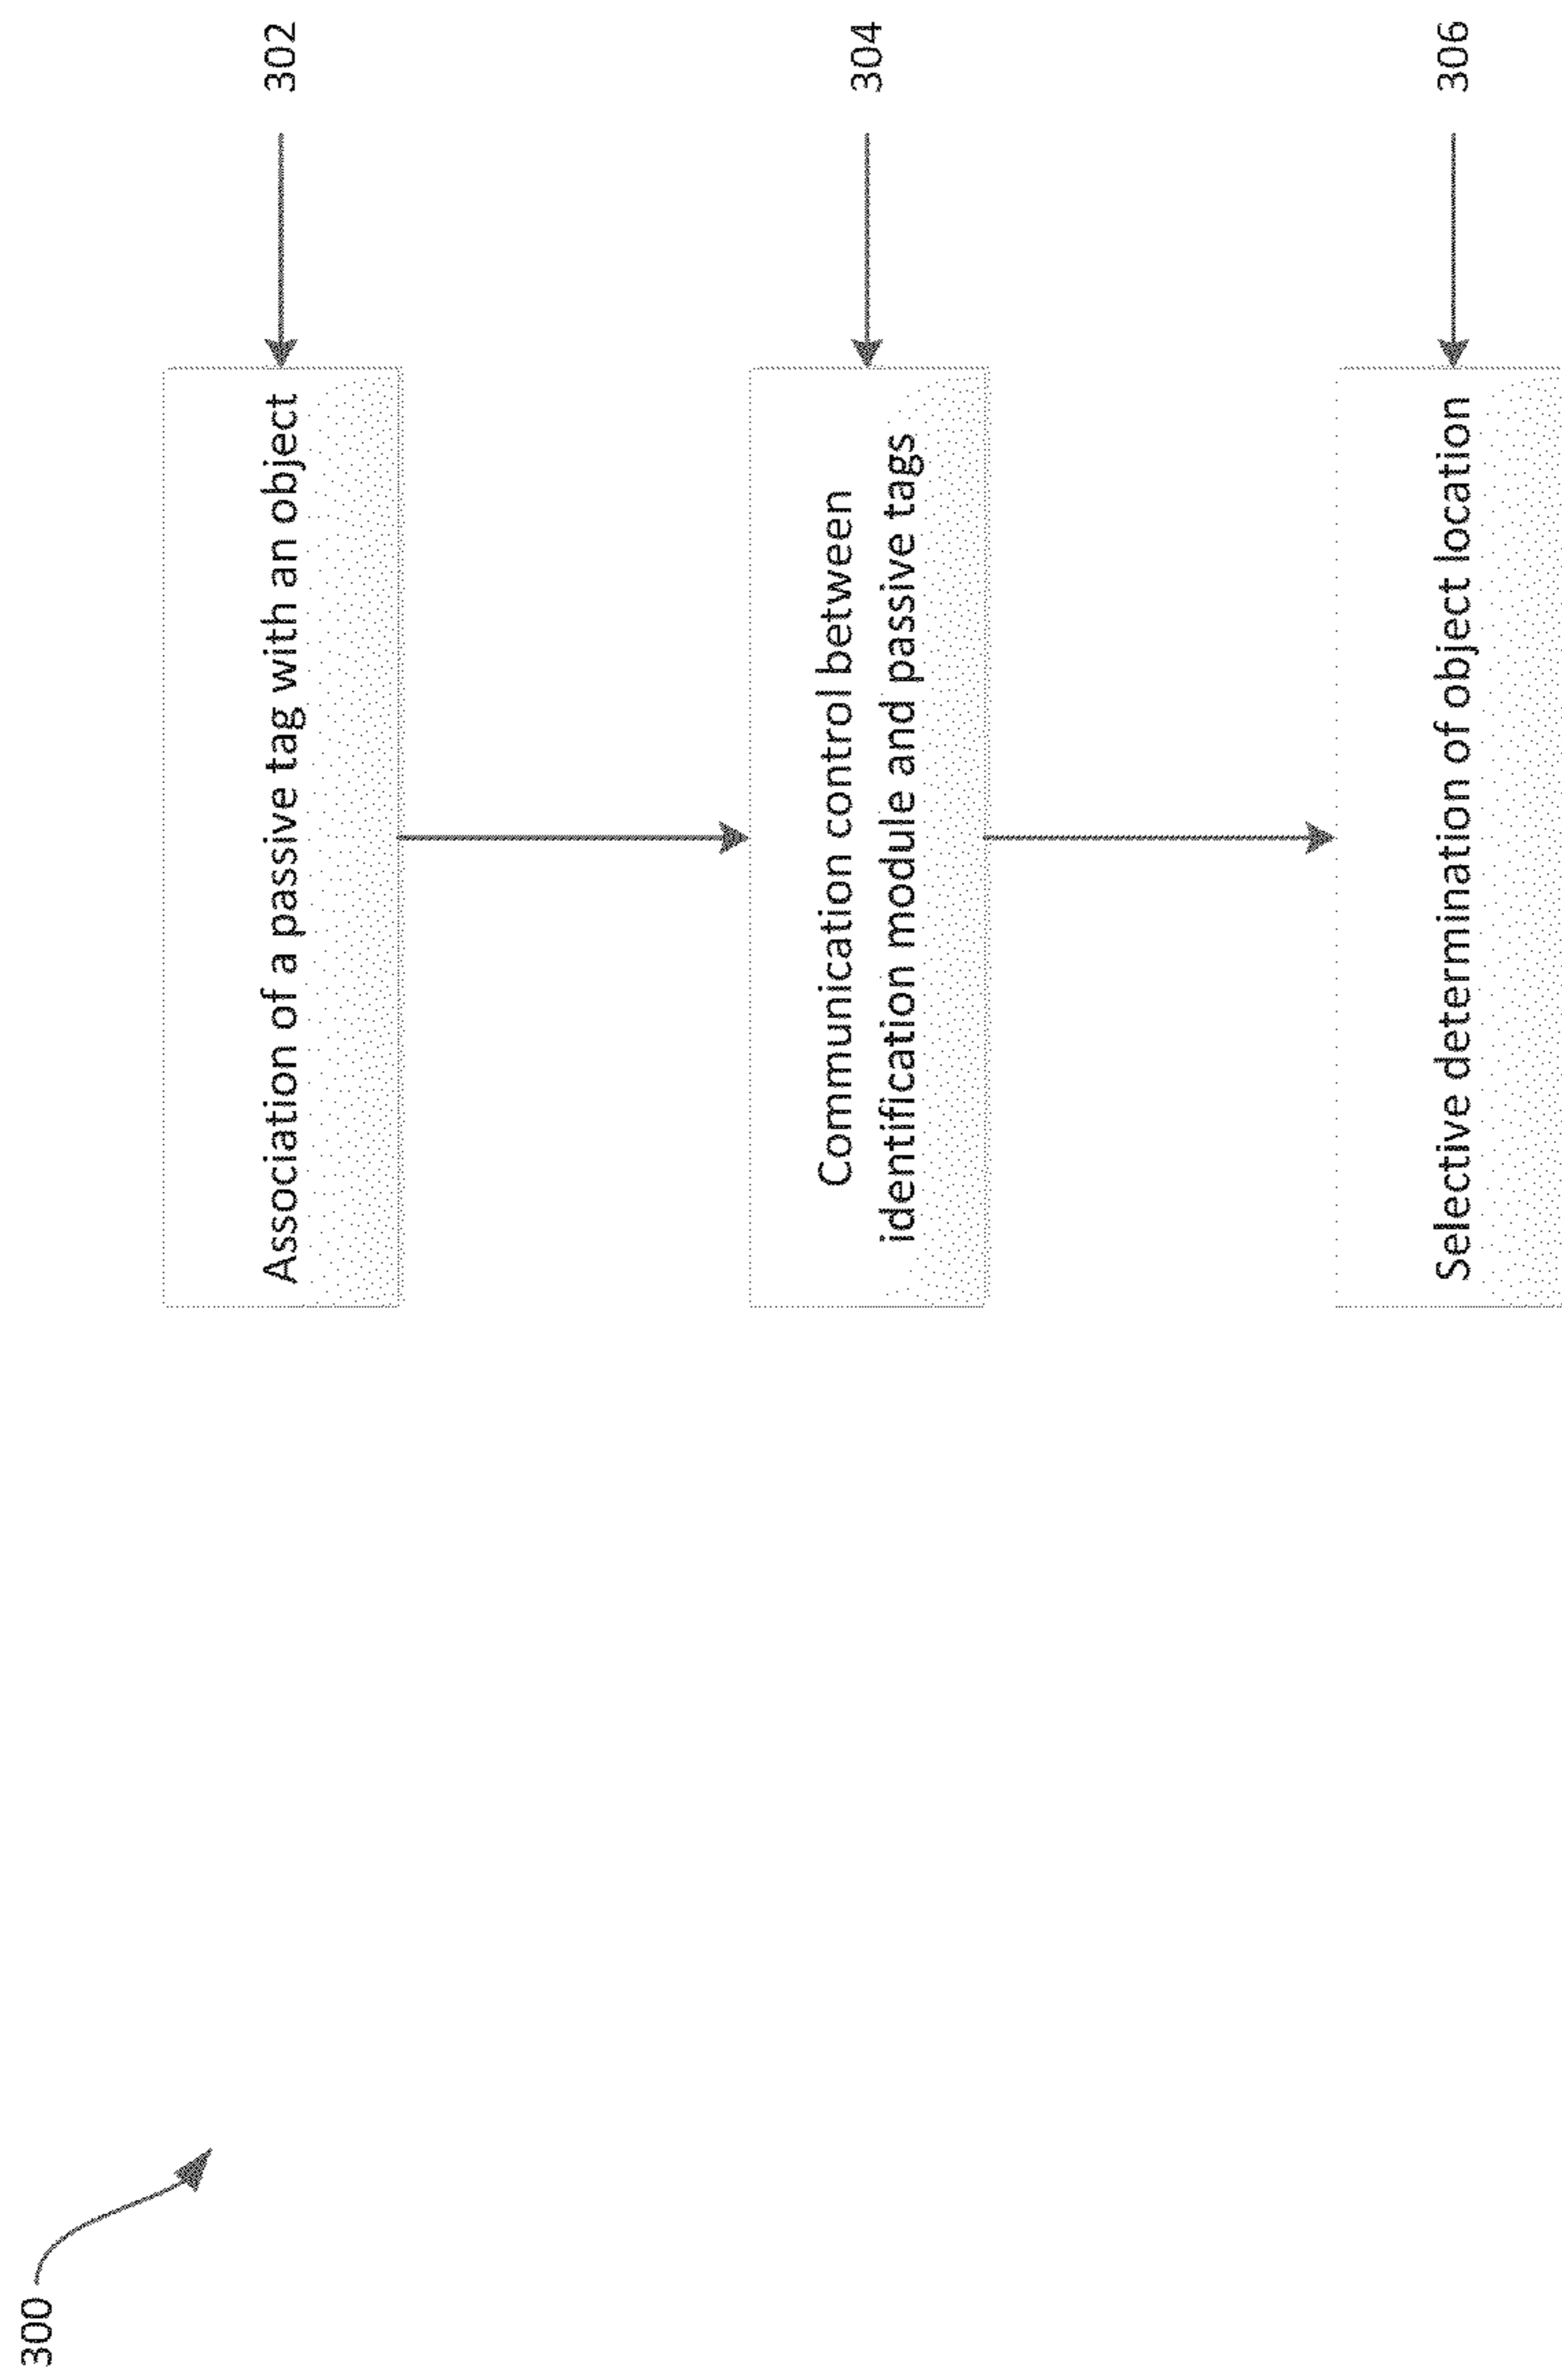 300
Association of a passive tag with an object
302
Communication control between
identification module and passive tags
304
Selective determination of object location
306